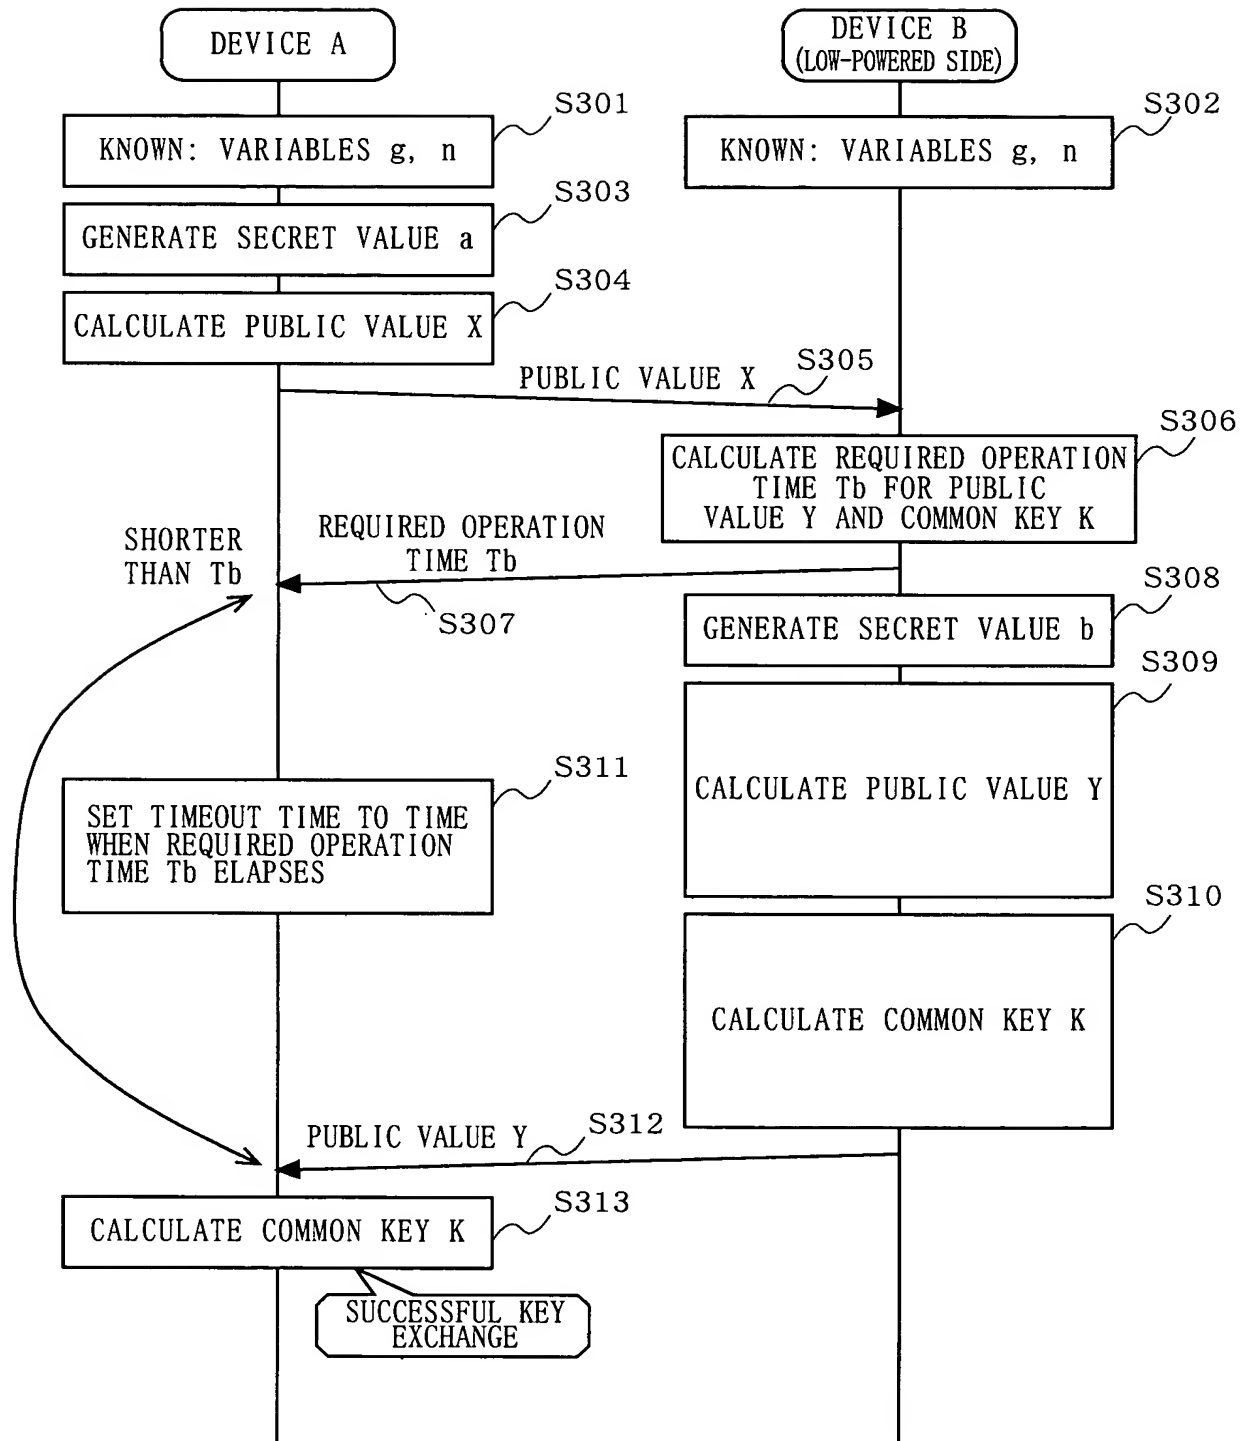 DEVICE A
DEVICE B
(LOW-POWERED SIDE)
S301
KNOWN: VARIABLES g, n
S302
KNOWN: VARIABLES g, n
S303
GENERATE SECRET VALUE a
S304
CALCULATE PUBLIC VALUE X
S305
PUBLIC VALUE X
S306
CALCULATE REQUIRED OPERATION
TIME Tb FOR PUBLIC
VALUE Y AND COMMON KEY K
REQUIRED OPERATION
TIME Tb
S307
SHORTER
THAN Tb
S308
GENERATE SECRET VALUE b
S309
CALCULATE PUBLIC VALUE Y
S311
SET TIMEOUT TIME TO TIME
WHEN REQUIRED OPERATION
TIME Tb ELAPSES
S310
CALCULATE COMMON KEY K
PUBLIC VALUE Y
S312
S313
CALCULATE COMMON KEY K
SUCCESSFUL KEY
EXCHANGE